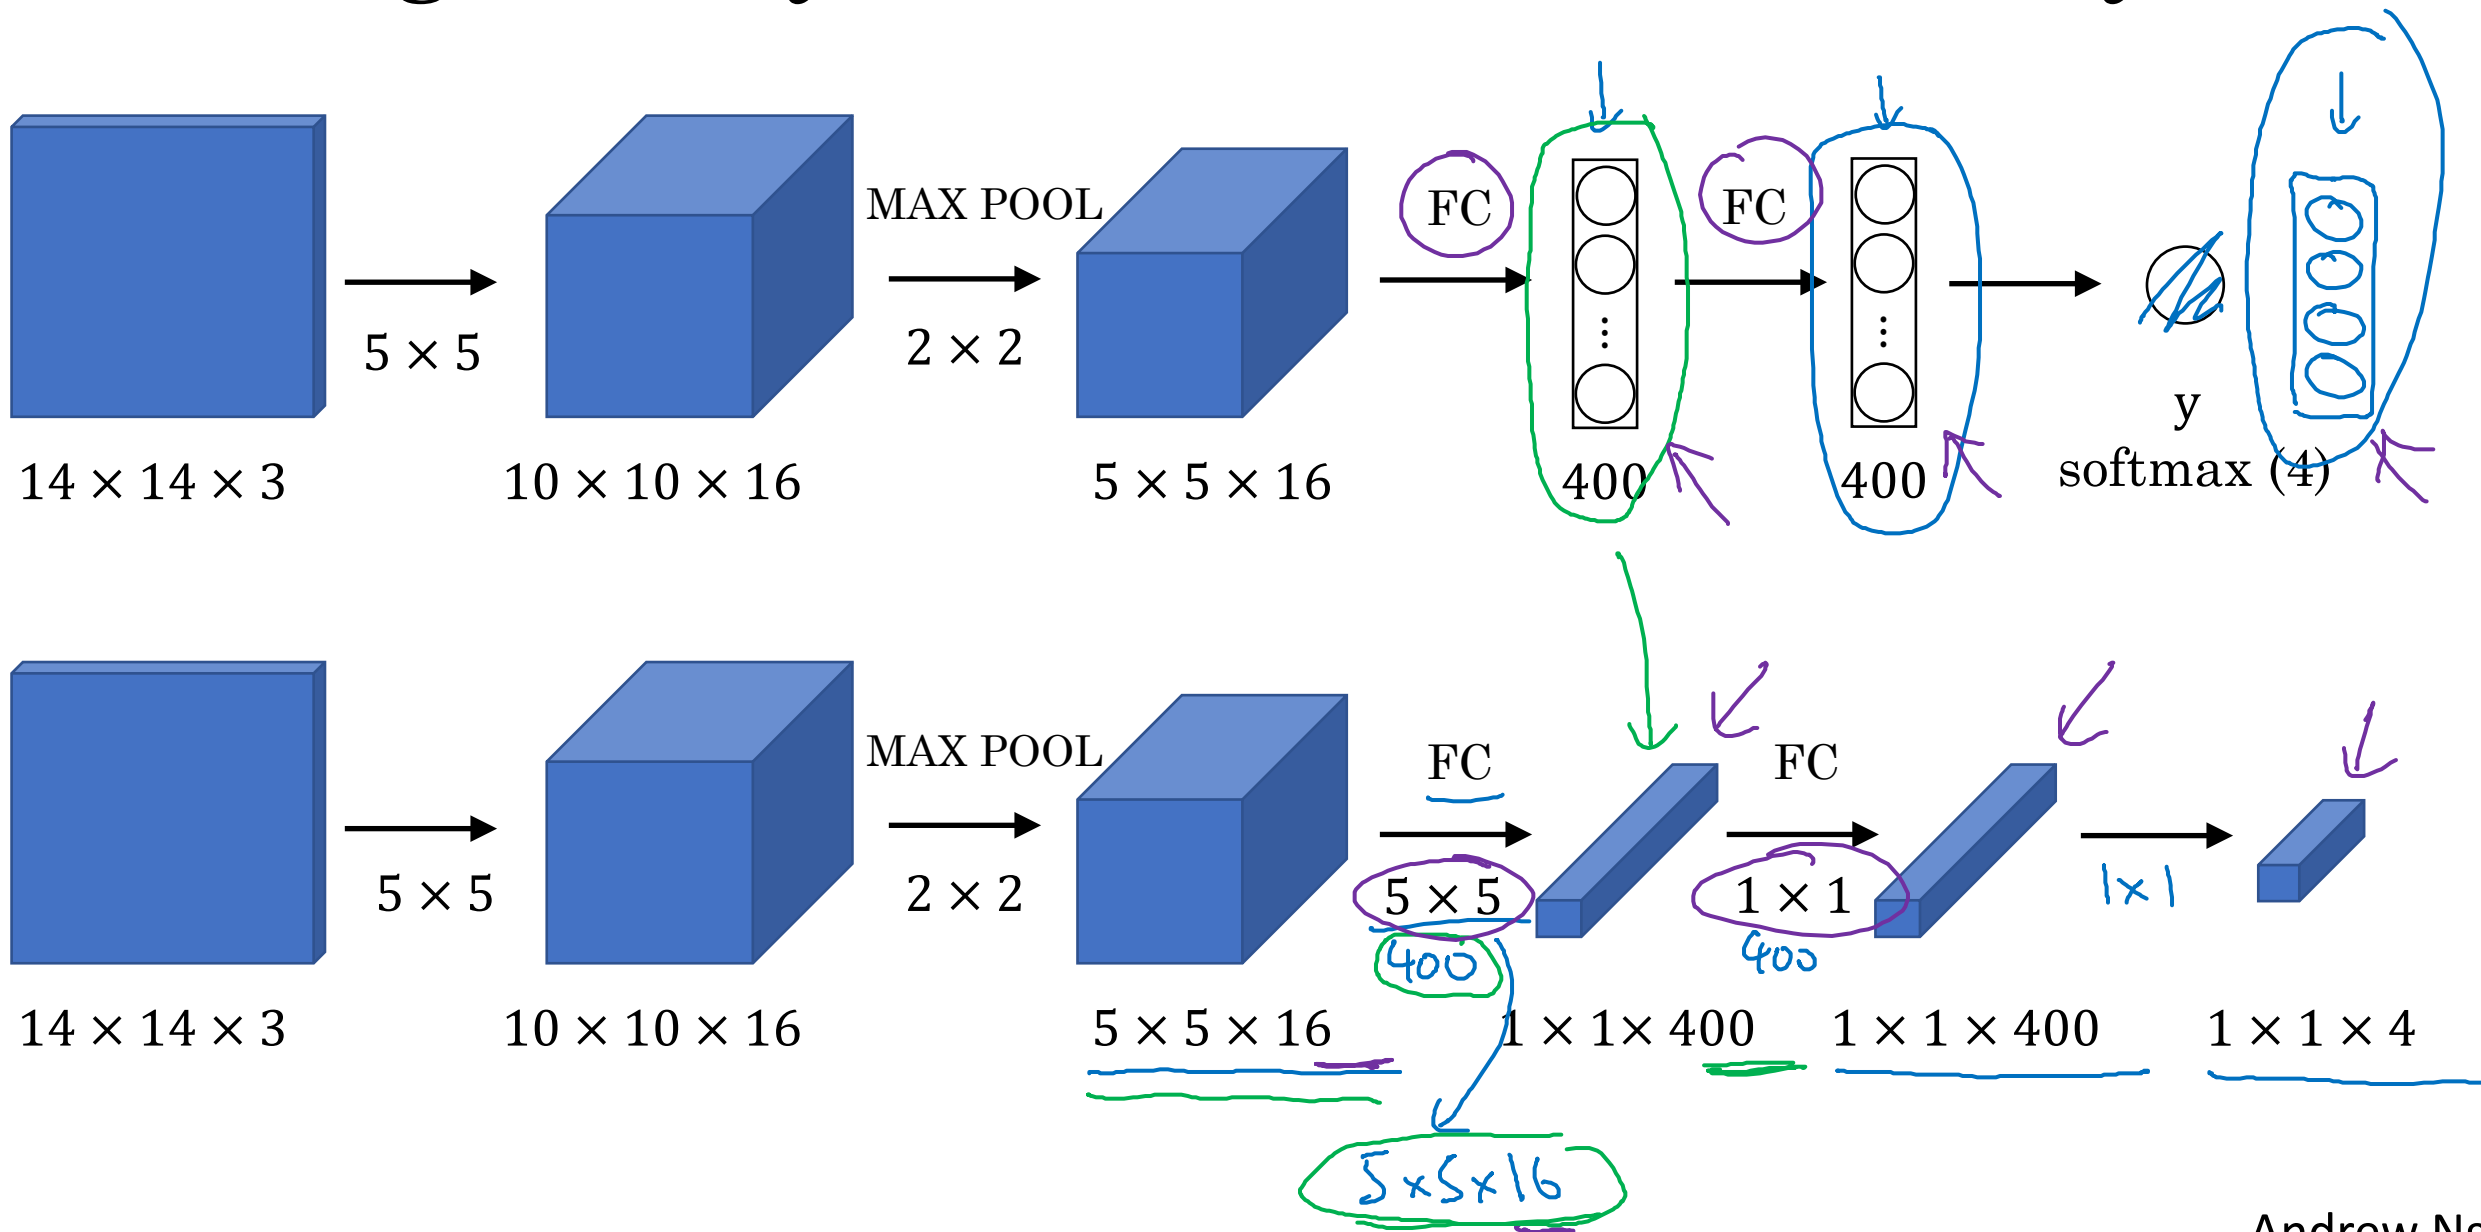 MAX POOL
FC
FC
5 × 5
2 × 2
⋮
⋮
y
14 × 14 × 3
10 × 10 × 16
5 × 5 × 16
400
400
softmax (4)
MAX POOL
FC
FC
5 × 5
2 × 2
5 × 5
1 × 1
1×1
400
400
14 × 14 × 3
10 × 10 × 16
5 × 5 × 16
1 × 1 × 400
1 × 1 × 400
1 × 1 × 4
5×5×16